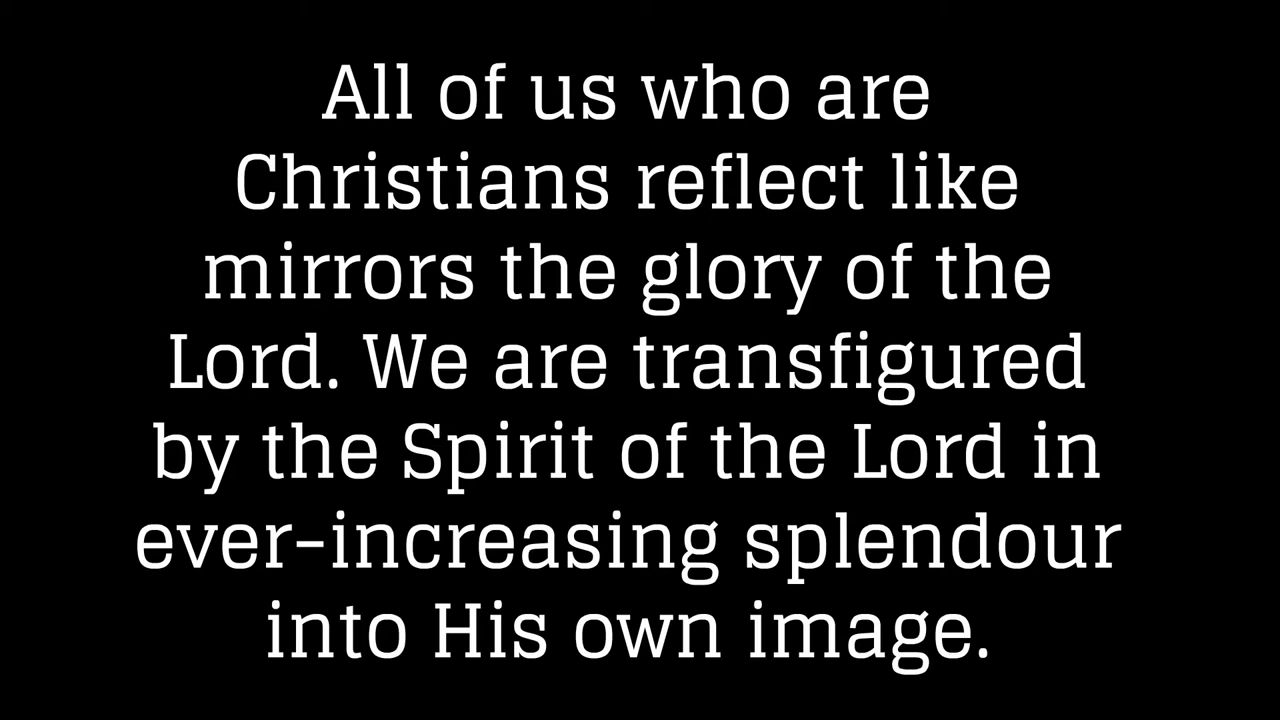 All of us who are
Christians reflect like
mirrors the glory of the
Lord. We are transfigured
by the Spirit of the Lord in
ever-increasing splendour
into His own image.